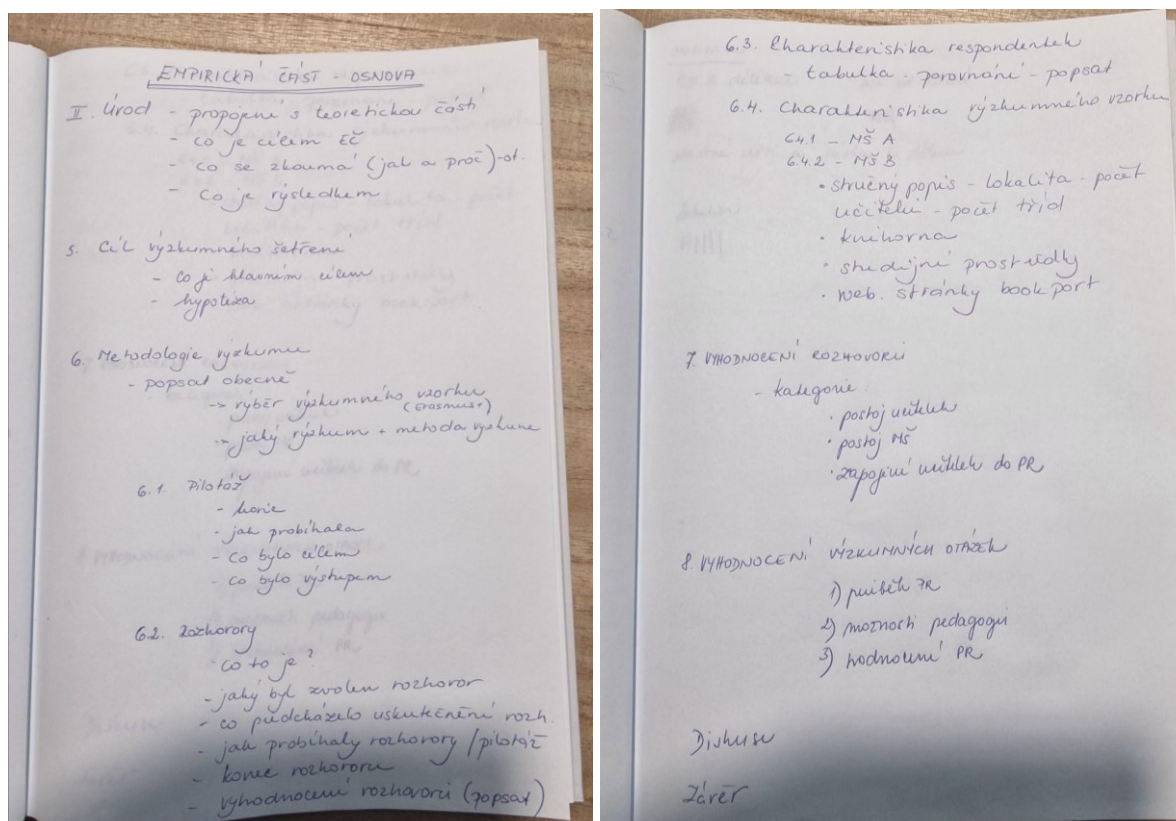 EMPIRICKÁ ČÁST - OSNOVA
II. Úvod - propojení s teoretickou částí
- co je cílem EČ
- co se zkoumá (jak a proč) - ot.
- co je výsledkem
5. Cíl výzkumného šetření
- co je hlavním cílem
- hypotéza
6. Metodologie výzkumu
- popsat obecně
-> výběr výzkumného vzorku
(Erasmus+)
-> jaký výzkum + metoda výzkumu
6.1. Pilotáž
-
- jak probíhala
- co bylo cílem
- co bylo výstupem
6.2. Rozhovory
- co to je?
- jaký byl zvolen rozhovor
- co předcházelo uskutečnění rozh.
- jak probíhaly rozhovory / pilotáž
- konec rozhovoru
- vyhodnocení rozhovorů (popsat)
6.3. Charakteristika respondentek
- tabulka - porovnání - popsat
6.4. Charakteristika výzkumného vzorku
6.4.1 - MŠ A
6.4.2 - MŠ B
• stručný popis - lokalita - počet
učitelů - počet tříd
• knihovna
• studijní prostředky
• web. stránky bookport
7. VYHODNOCENÍ ROZHOVORŮ
- kategorie:
• postoj učitelek
• postoj MŠ
• zapojení učitelek do PR
8. VYHODNOCENÍ VÝZKUMNÝCH OTÁZEK
1) průběh PR
2) možnosti pedagogů
3) hodnocení PR
Diskuse
Závěr